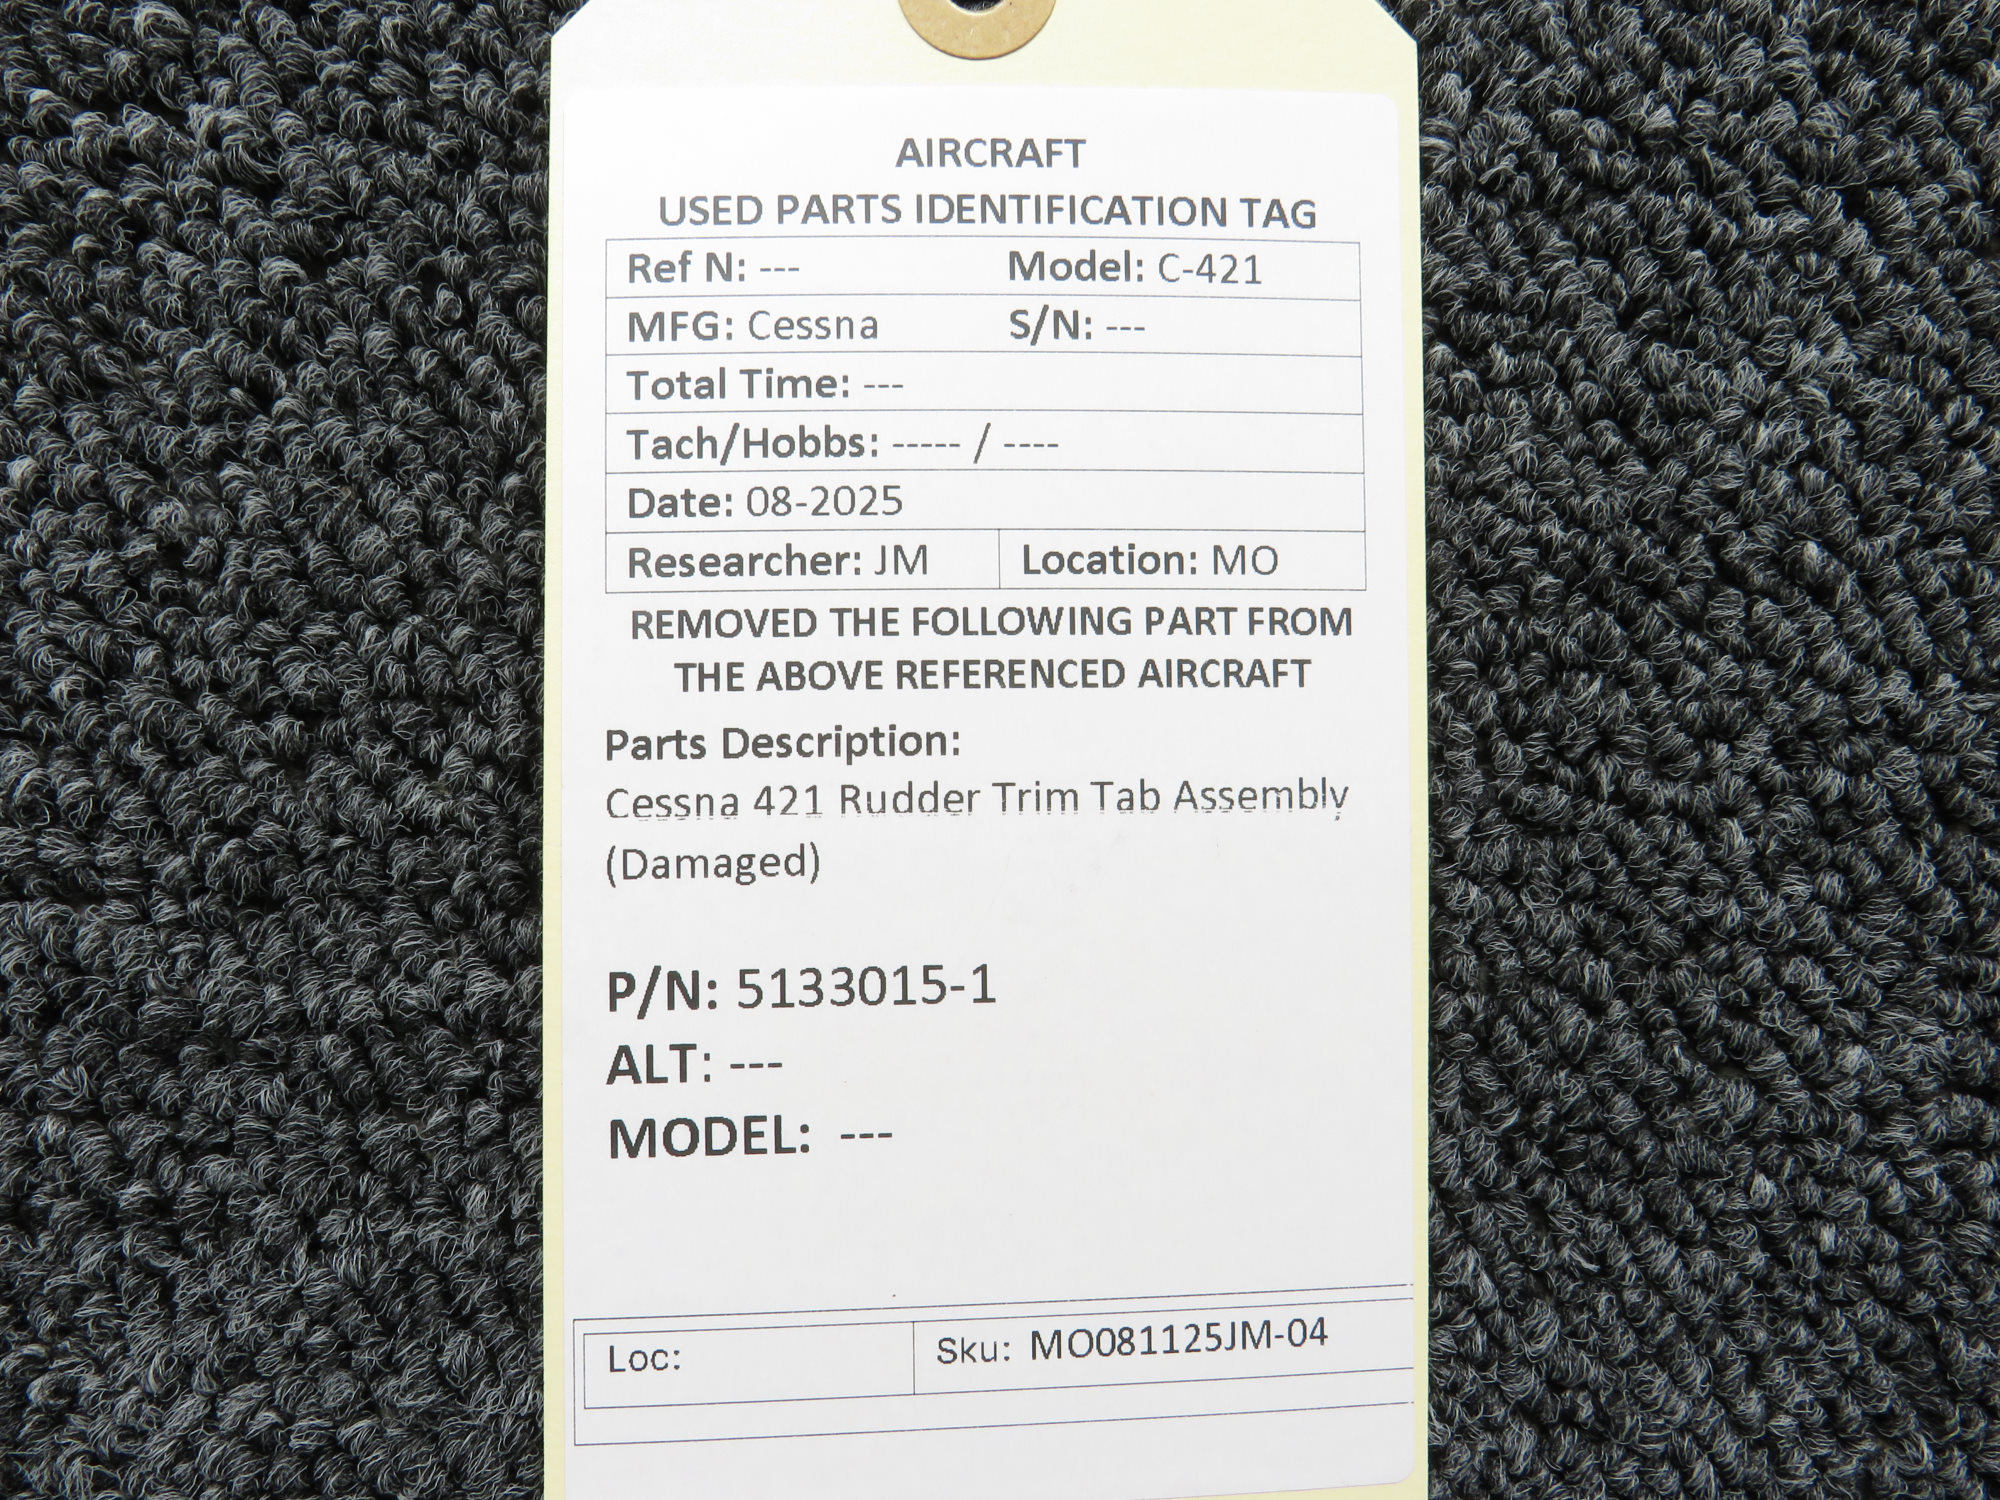 AIRCRAFT
USED PARTS IDENTIFICATION TAG
Ref N: --- Model: C-421
MFG: Cessna S/N: ---
Total Time: ---
Tach/Hobbs: ----- / ----
Date: 08-2025
Researcher: JM Location: MO
REMOVED THE FOLLOWING PART FROM
THE ABOVE REFERENCED AIRCRAFT
Parts Description:
Cessna 421 Rudder Trim Tab Assembly
(Damaged)
P/N: 5133015-1
ALT: ---
MODEL: ---
Loc: Sku: MO081125JM-04